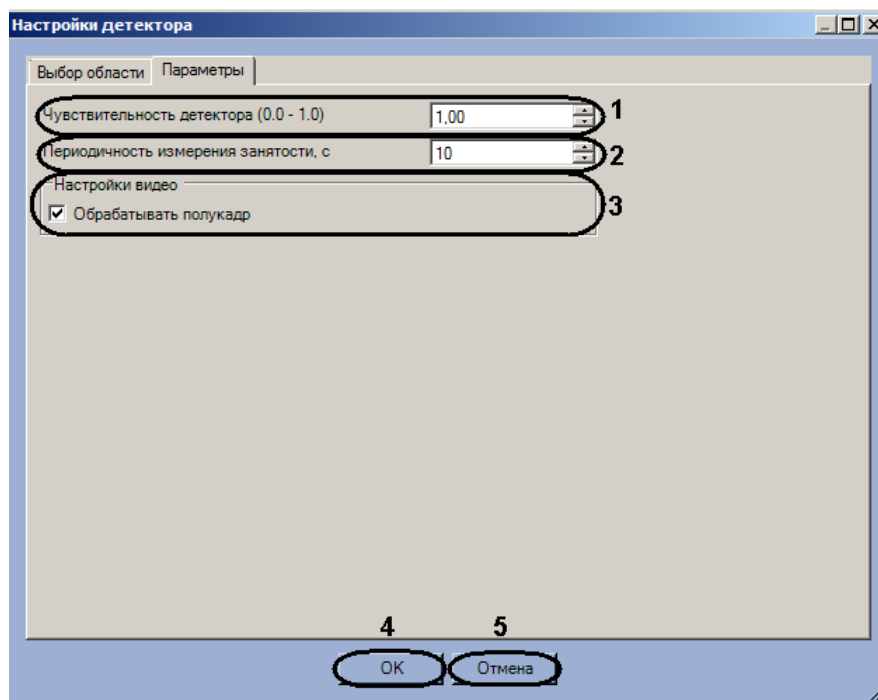 Настройки детектора
Выбор области Параметры
Чувствительность детектора (0.0 - 1.0) 1,00 1
Периодичность измерения занятости, с 10 2
Настройки видео
Обрабатывать полукадр 3
4 5
OK Отмена